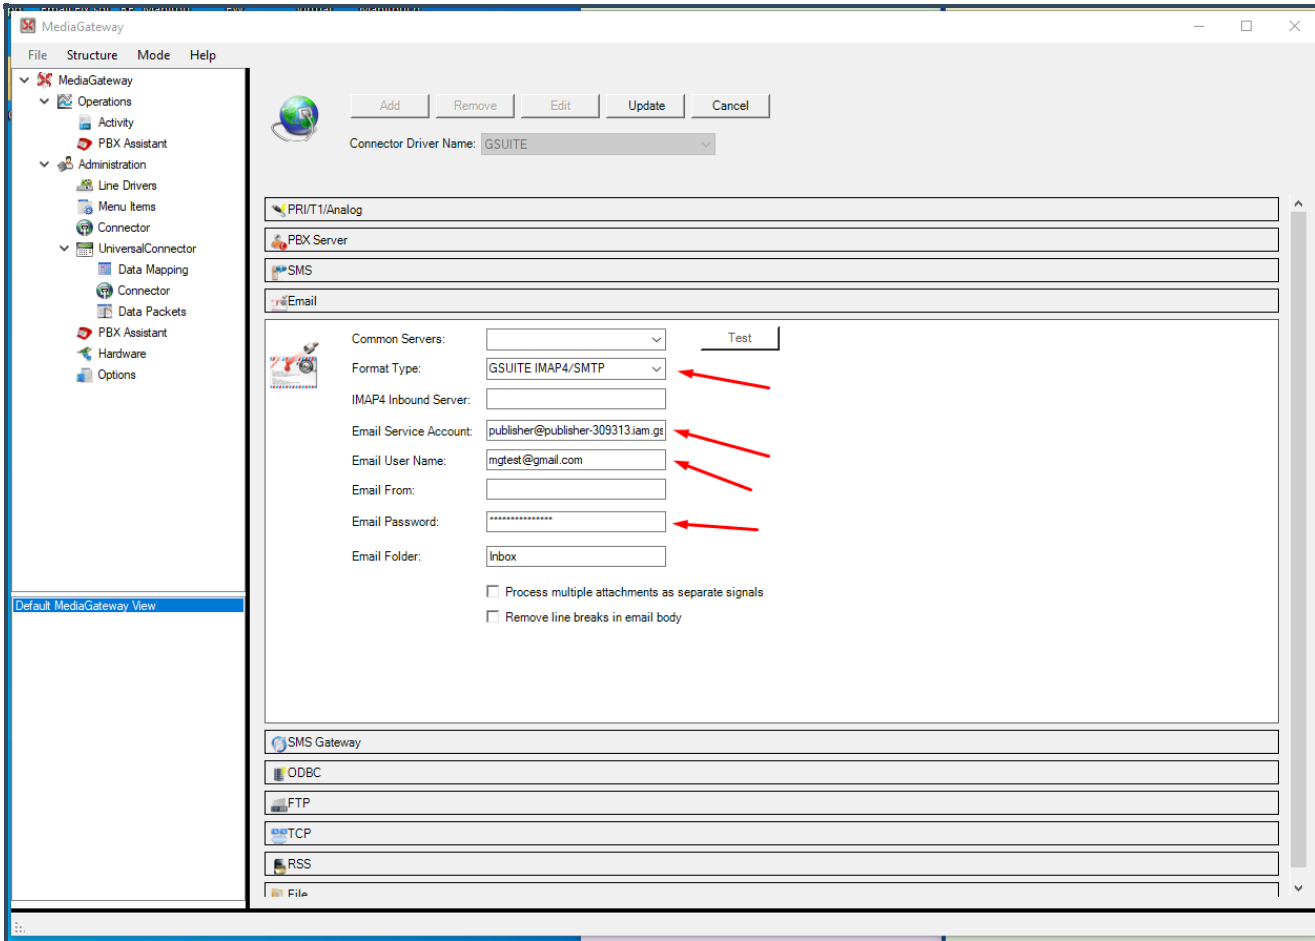 MediaGateway
File Structure Mode Help
MediaGateway
Operations
Activity
PBX Assistant
Administration
Line Drivers
Menu Items
Connector
UniversalConnector
Data Mapping
Connector
Data Packets
PBX Assistant
Hardware
Options
Default MediaGateway View
Add Remove Edit Update Cancel
Connector Driver Name: GSUITE
PRI/T1/Analog
PBX Server
SMS
Email
Common Servers: Test
Format Type: GSUITE IMAP4/SMTP
IMAP4 Inbound Server:
Email Service Account: publisher@publisher-309313.iam.gs
Email User Name: mgtest@gmail.com
Email From:
Email Password: ***************
Email Folder: Inbox
Process multiple attachments as separate signals
Remove line breaks in email body
SMS Gateway
ODBC
FTP
TCP
RSS
File